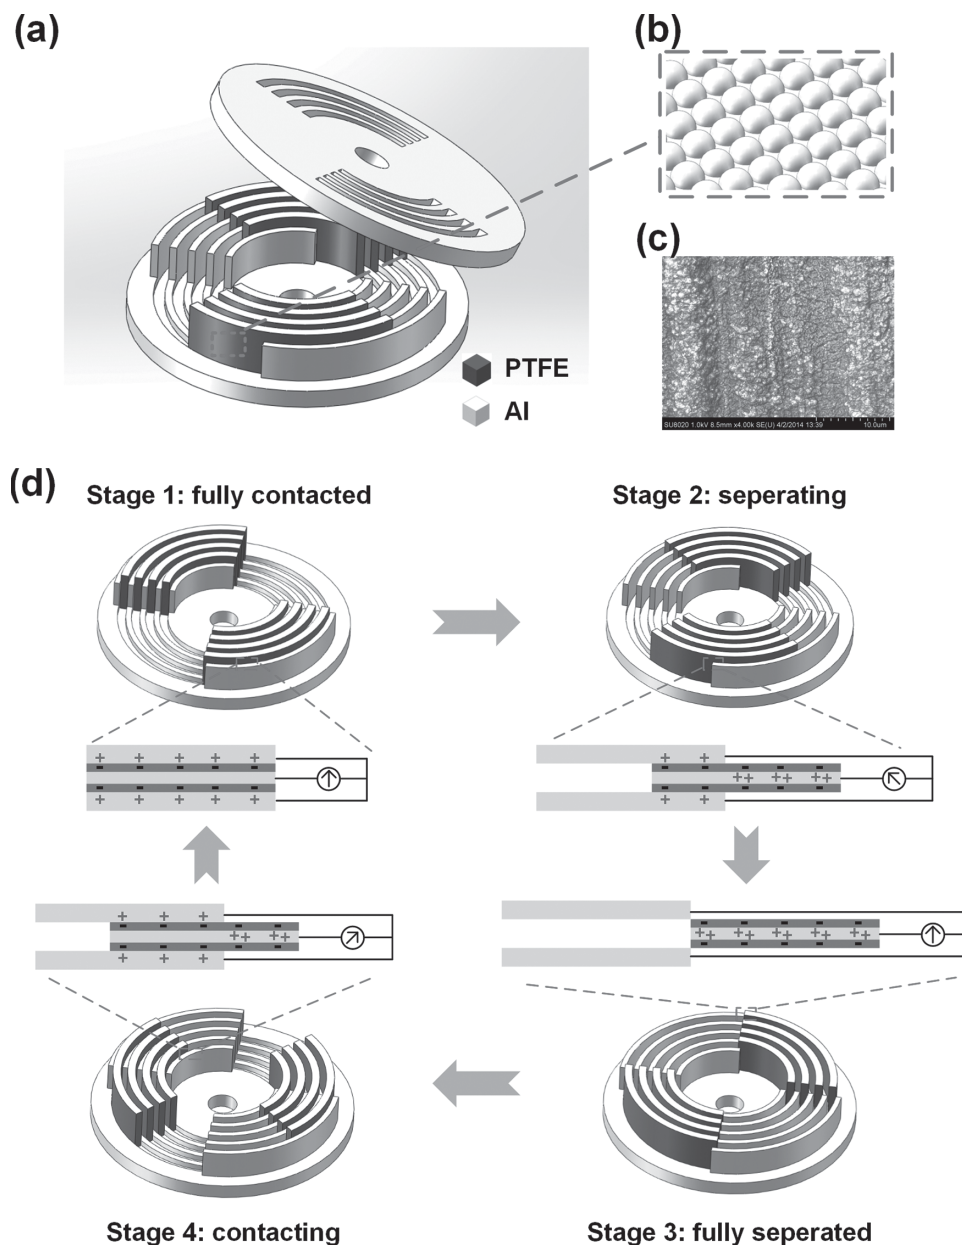 (a)
(b)
(c)
PTFE
Al
SU8020 1.0kV 8.5mm x4.00k SE(U) 4/2/2014 13:39 10.0um
(d)
Stage 1: fully contacted
Stage 2: seperating
Stage 4: contacting
Stage 3: fully seperated